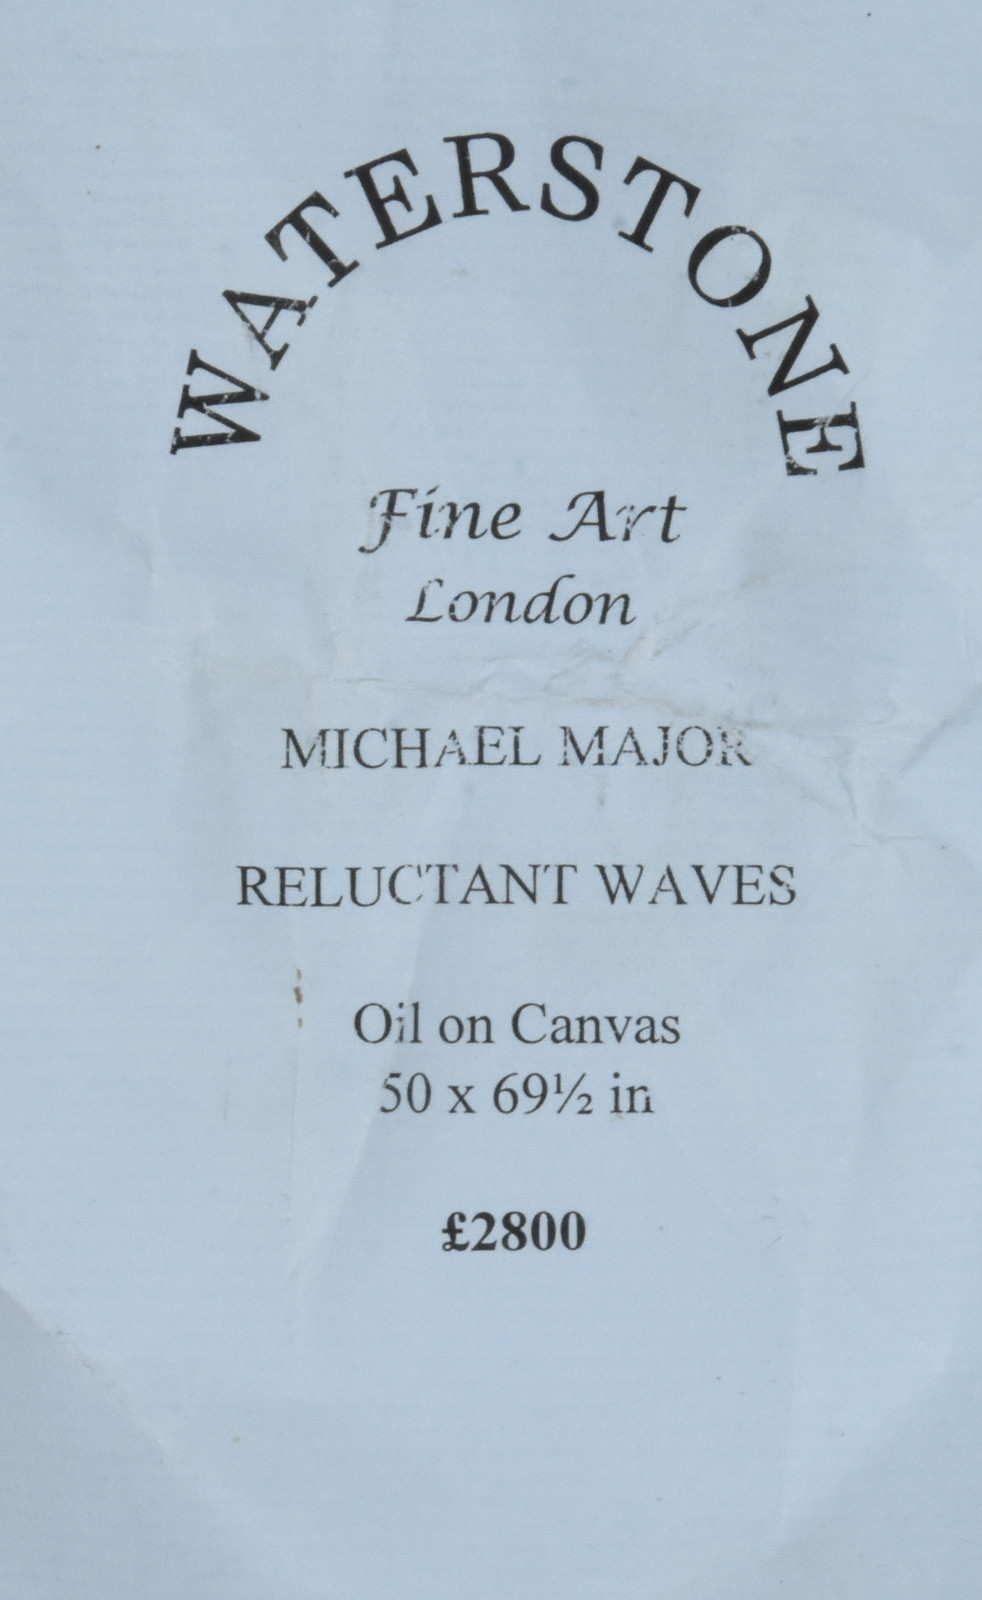 WATERSTONE
Fine Art
London
MICHAEL MAJOR
RELUCTANT WAVES
Oil on Canvas
50 x 69½ in
£2800